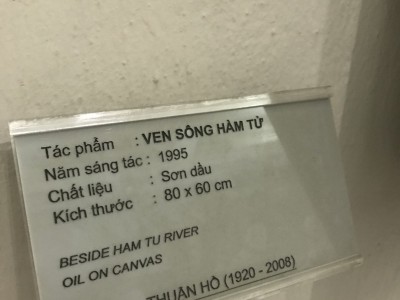 Tác phẩm : VEN SÔNG HÀM TỬ
Năm sáng tác : 1995
Chất liệu : Sơn dầu
Kích thước : 80 x 60 cm
BESIDE HAM TU RIVER
OIL ON CANVAS
THUẬN HỒ (1920 - 2008)